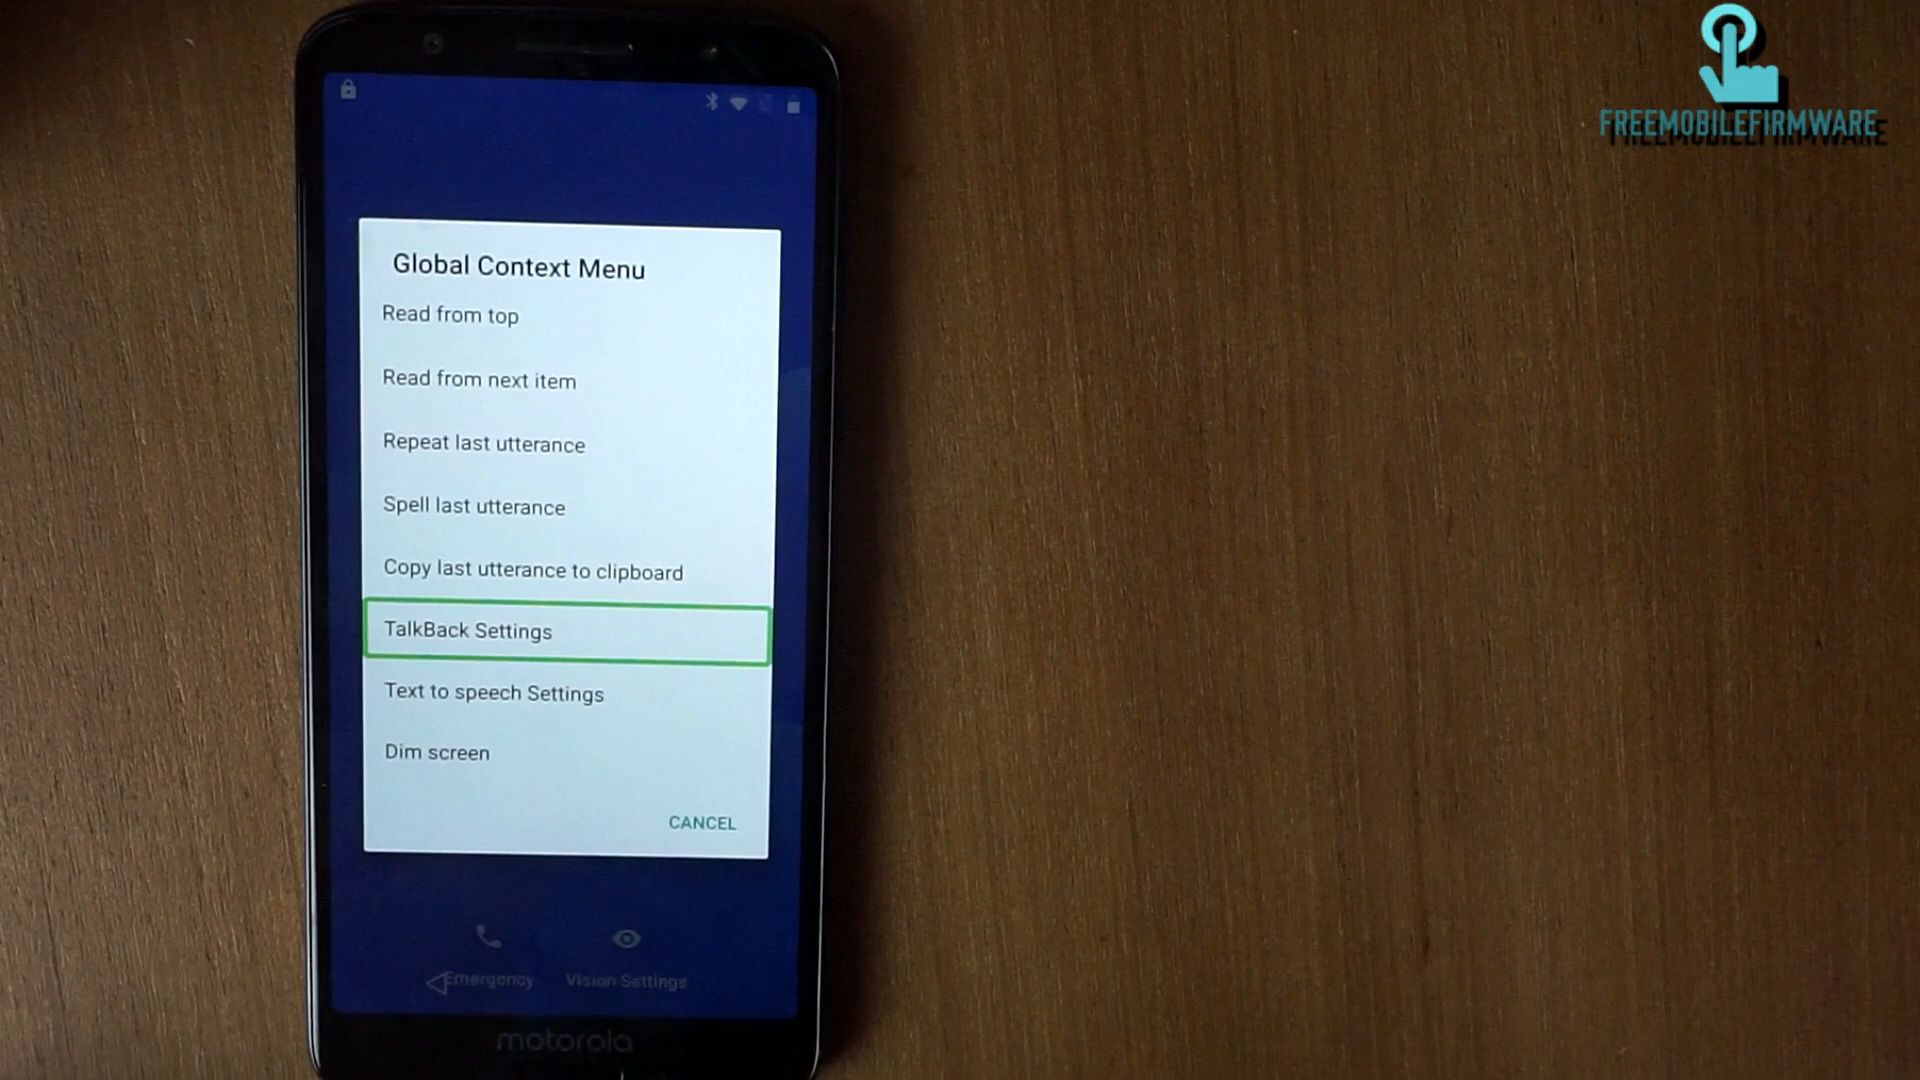 FREEMOBILEFIRMWARE
Global Context Menu
Read from top
Read from next item
Repeat last utterance
Spell last utterance
Copy last utterance to clipboard
TalkBack Settings
Text to speech Settings
Dim screen
CANCEL
Emergency
Vision Settings
motorola